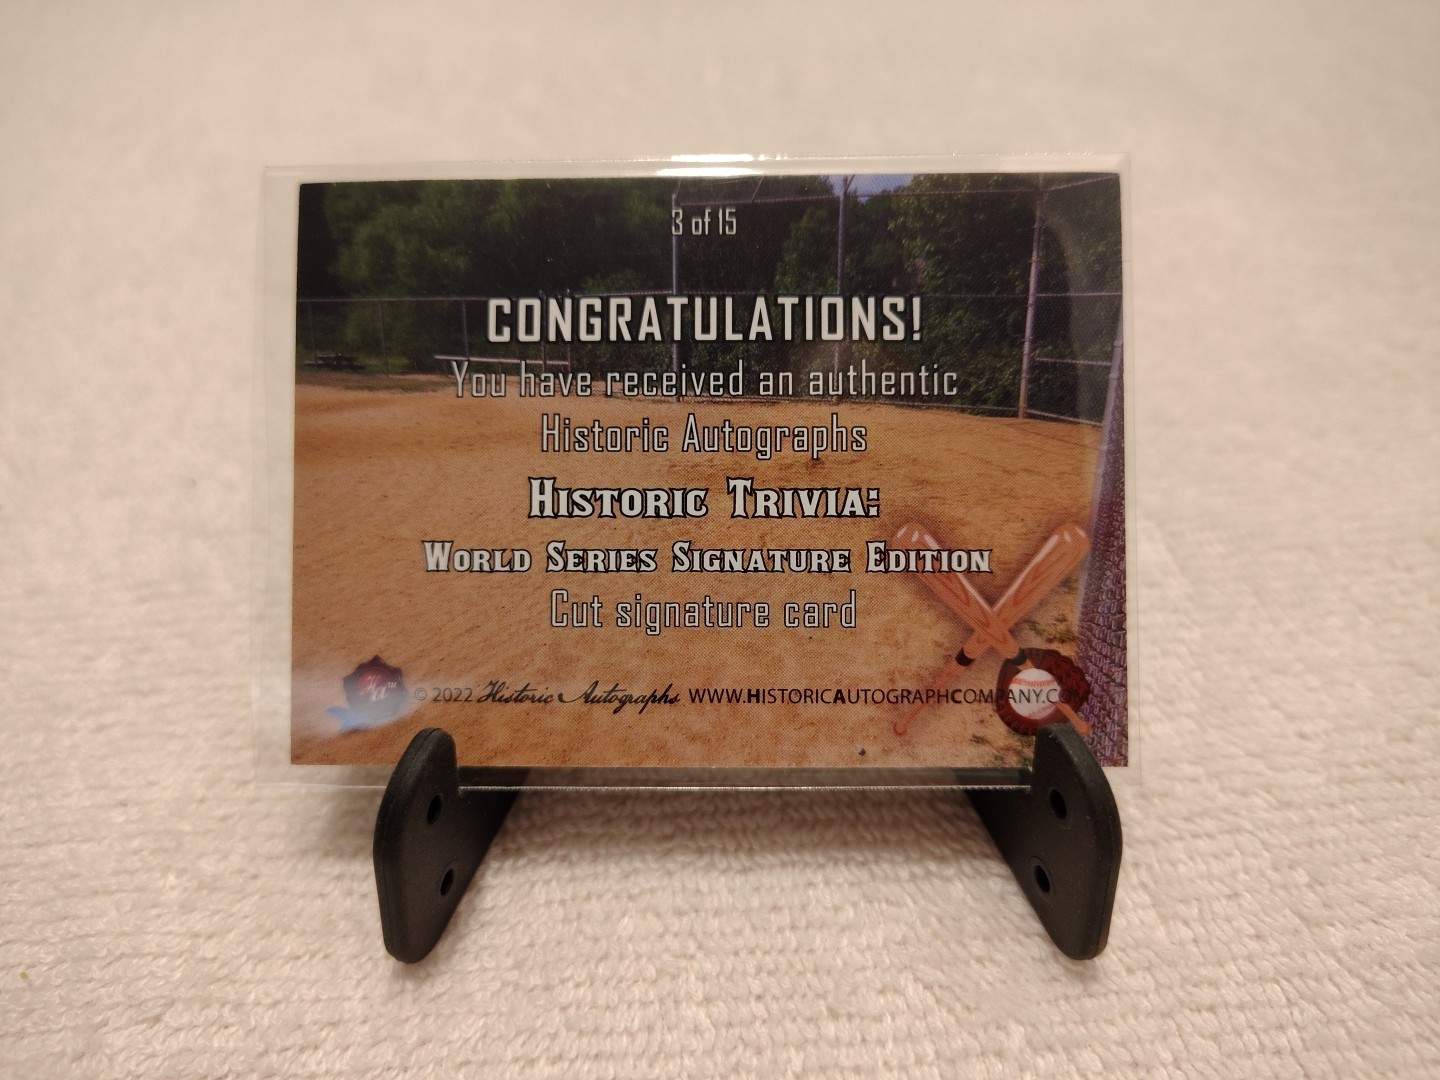 3 of 15
CONGRATULATIONS!
You have received an authentic
Historic Autographs
HISTORIC TRIVIA:
WORLD SERIES SIGNATURE EDITION
Cut signature card
HA™ © 2022 Historic Autographs WWW.HISTORICAUTOGRAPHCOMPANY.COM